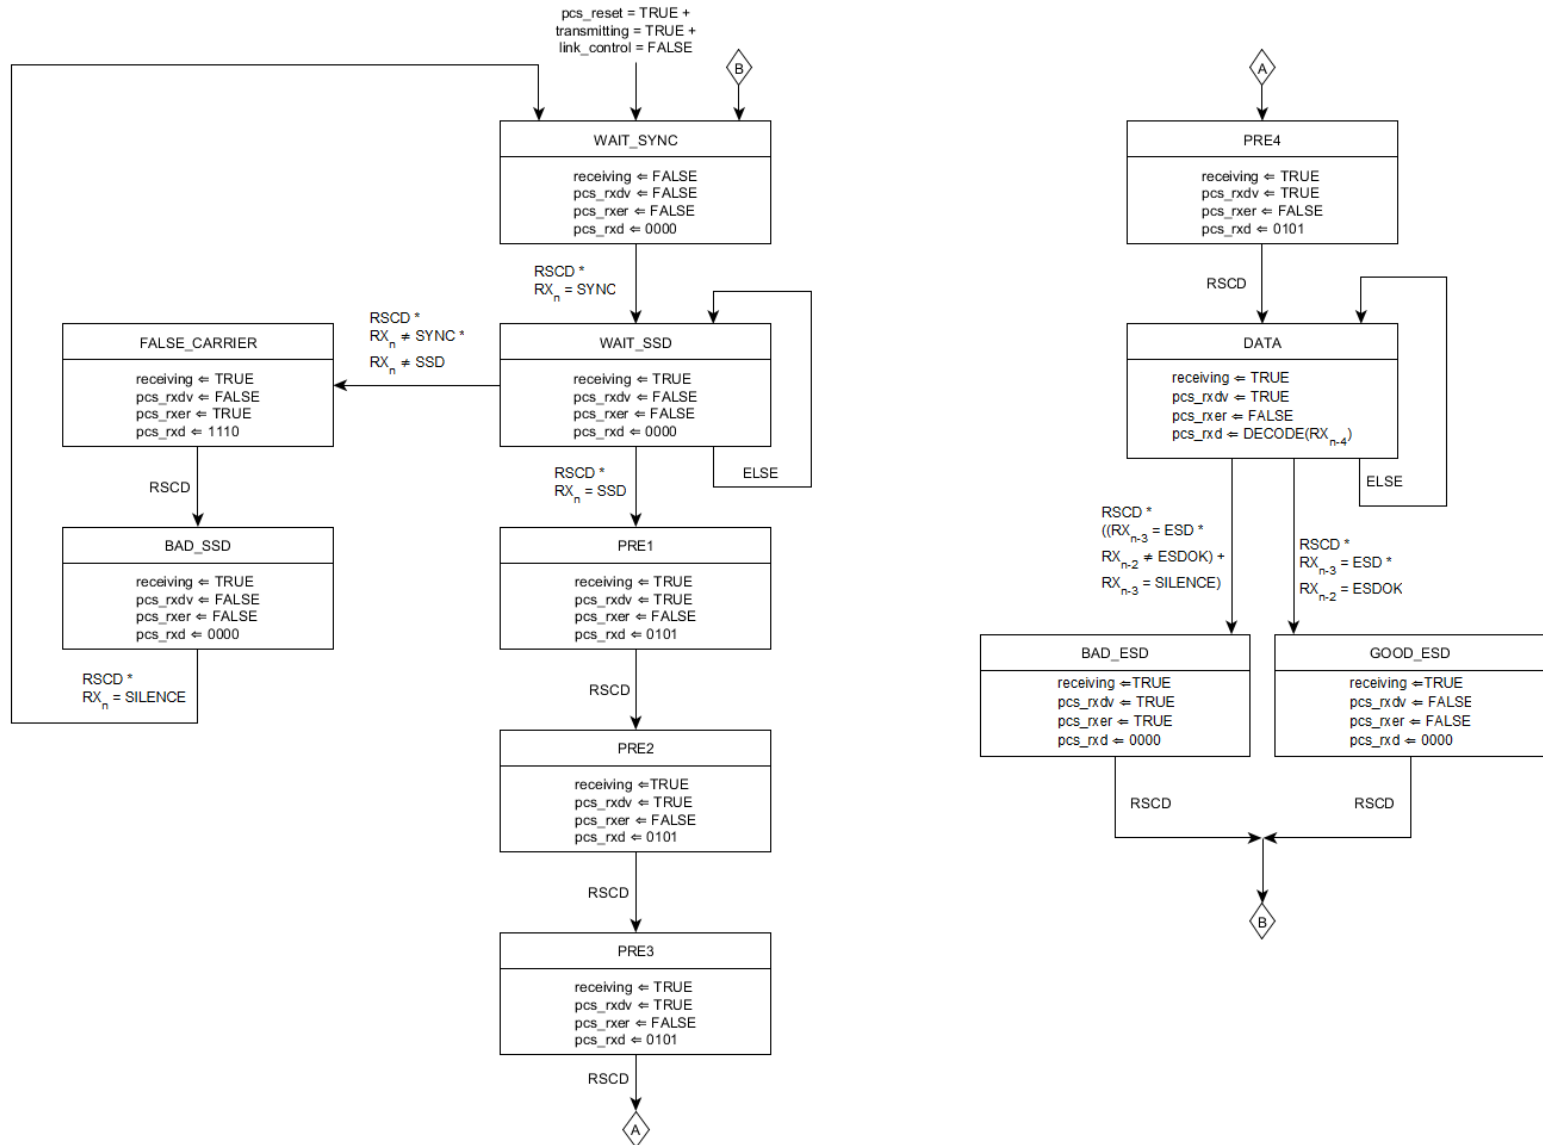 pcs_reset = TRUE +
transmitting = TRUE +
link_control = FALSE
B
WAIT_SYNC
receiving ⇐ FALSE
pcs_rxdv ⇐ FALSE
pcs_rxer ⇐ FALSE
pcs_rxd ⇐ 0000
RSCD *
RXn = SYNC
RSCD *
RXn ≠ SYNC *
RXn ≠ SSD
FALSE_CARRIER
receiving ⇐ TRUE
pcs_rxdv ⇐ FALSE
pcs_rxer ⇐ TRUE
pcs_rxd ⇐ 1110
WAIT_SSD
receiving ⇐ TRUE
pcs_rxdv ⇐ FALSE
pcs_rxer ⇐ FALSE
pcs_rxd ⇐ 0000
ELSE
RSCD
RSCD *
RXn = SSD
BAD_SSD
receiving ⇐ TRUE
pcs_rxdv ⇐ FALSE
pcs_rxer ⇐ FALSE
pcs_rxd ⇐ 0000
RSCD *
RXn = SILENCE
PRE1
receiving ⇐ TRUE
pcs_rxdv ⇐ TRUE
pcs_rxer ⇐ FALSE
pcs_rxd ⇐ 0101
RSCD
PRE2
receiving ⇐TRUE
pcs_rxdv ⇐ TRUE
pcs_rxer ⇐ FALSE
pcs_rxd ⇐ 0101
RSCD
PRE3
receiving ⇐ TRUE
pcs_rxdv ⇐ TRUE
pcs_rxer ⇐ FALSE
pcs_rxd ⇐ 0101
RSCD
A
A
PRE4
receiving ⇐ TRUE
pcs_rxdv ⇐ TRUE
pcs_rxer ⇐ FALSE
pcs_rxd ⇐ 0101
RSCD
DATA
receiving ⇐ TRUE
pcs_rxdv ⇐ TRUE
pcs_rxer ⇐ FALSE
pcs_rxd ⇐ DECODE(RXn-4)
ELSE
RSCD *
((RXn-3 = ESD *
RXn-2 ≠ ESDOK) +
RXn-3 = SILENCE)
RSCD *
RXn-3 = ESD *
RXn-2 = ESDOK
BAD_ESD
receiving ⇐TRUE
pcs_rxdv ⇐ TRUE
pcs_rxer ⇐ TRUE
pcs_rxd ⇐ 0000
GOOD_ESD
receiving ⇐TRUE
pcs_rxdv ⇐ FALSE
pcs_rxer ⇐ FALSE
pcs_rxd ⇐ 0000
RSCD
RSCD
B